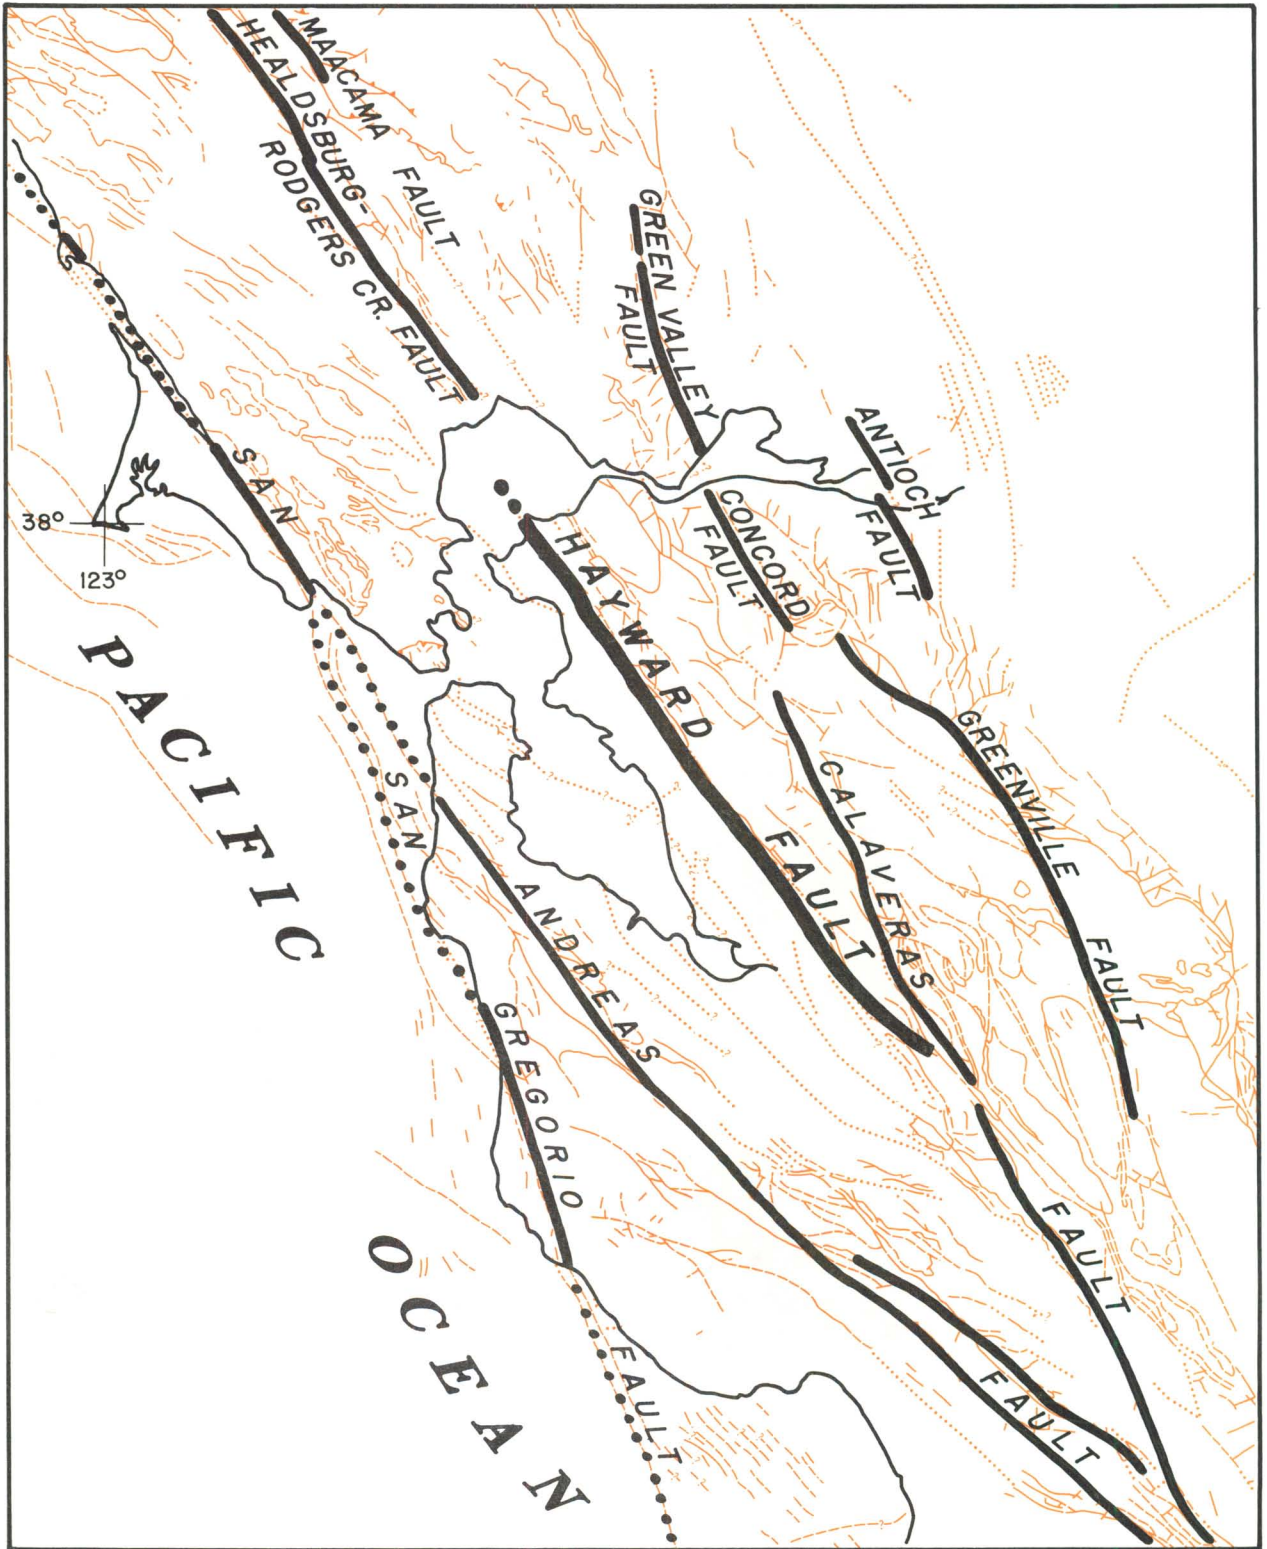 MAACAMA FAULT
HEALDSBURG-
RODGERS CR. FAULT
GREEN VALLEY
FAULT
ANTIOCH
FAULT
CONCORD
FAULT
38°
123°
HAYWARD FAULT
SAN ANDREAS FAULT
SAN GREGORIO FAULT
CALAVERAS FAULT
GREENVILLE FAULT
PACIFIC
OCEAN